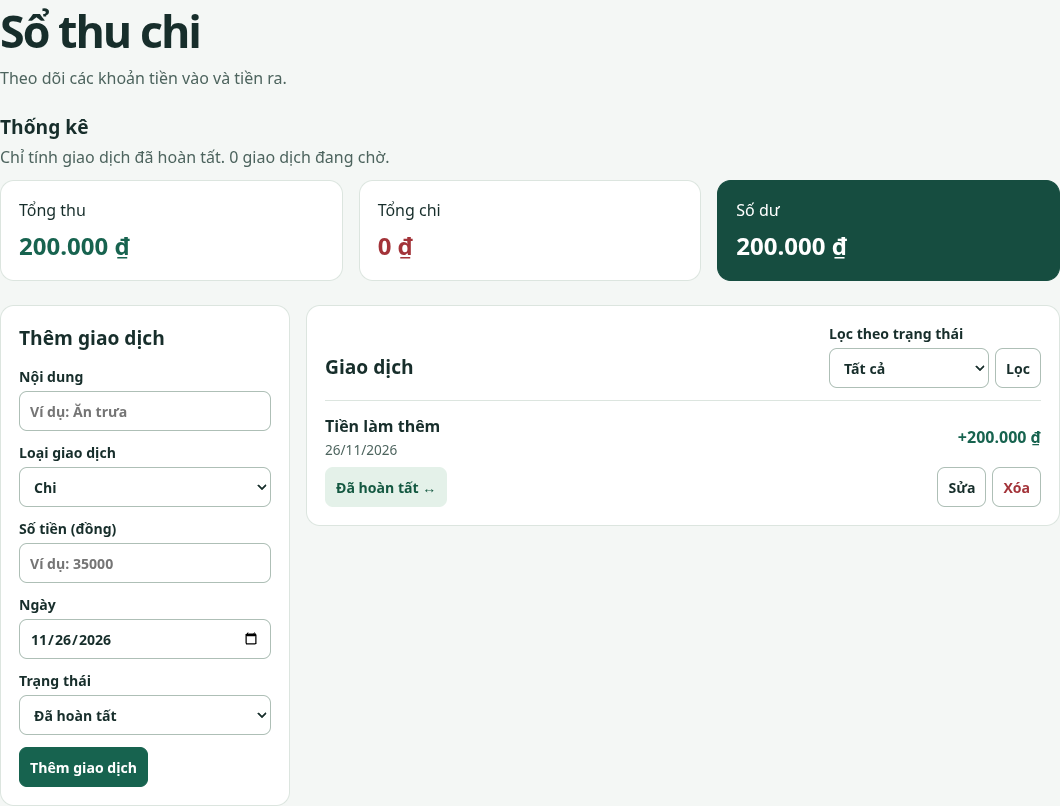 Sổ thu chi
Theo dõi các khoản tiền vào và tiền ra.
Thống kê
Chỉ tính giao dịch đã hoàn tất. 0 giao dịch đang chờ.
Tổng thu
200.000 ₫
Tổng chi
0 ₫
Số dư
200.000 ₫
Thêm giao dịch
Nội dung
Ví dụ: Ăn trưa
Loại giao dịch
Chi
Số tiền (đồng)
Ví dụ: 35000
Ngày
11/26/2026
Trạng thái
Đã hoàn tất
Thêm giao dịch
Giao dịch
Lọc theo trạng thái
Tất cả
Lọc
Tiền làm thêm
26/11/2026
+200.000 ₫
Đã hoàn tất ↔
Sửa
Xóa